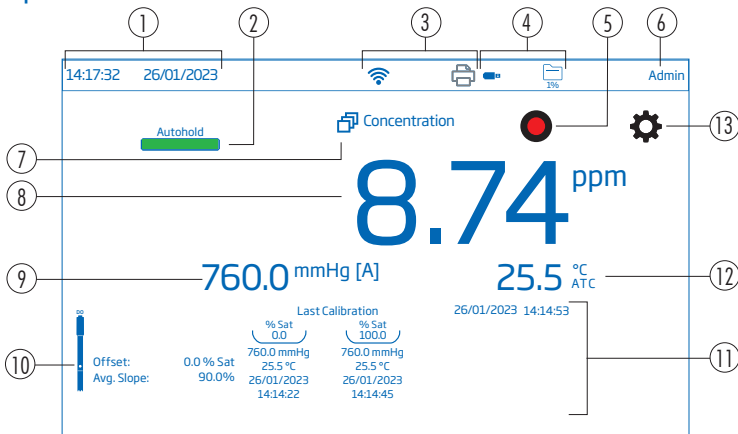 1 2 3 4 5 6
14:17:32 26/01/2023 1% Admin
Autohold Concentration 13
7
8 8.74 ppm
9 760.0 mmHg [A] 25.5 °C ATC 12
Last Calibration 26/01/2023 14:14:53
DO % Sat % Sat
0.0 100.0
760.0 mmHg 760.0 mmHg
10 Offset: 0.0 % Sat 25.5 °C 25.5 °C 11
Avg. Slope: 90.0% 26/01/2023 26/01/2023
14:14:22 14:14:45